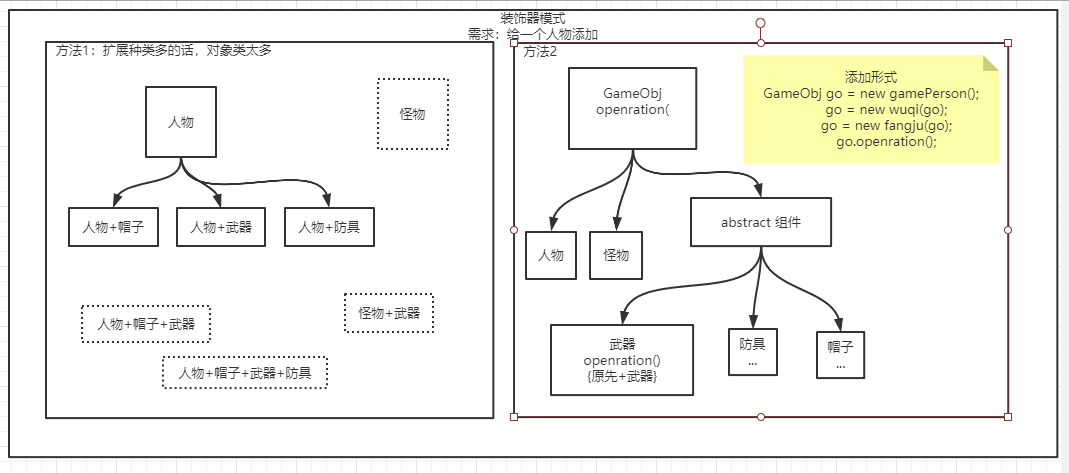 装饰器模式
需求：给一个人物添加
方法1：扩展种类多的话，对象类太多
人物
怪物
人物+帽子
人物+武器
人物+防具
人物+帽子+武器
怪物+武器
人物+帽子+武器+防具
方法2
GameObj
openration(
添加形式
GameObj go = new gamePerson();
go = new wuqi(go);
go = new fangju(go);
go.openration();
人物
怪物
abstract 组件
武器
openration()
{原先+武器}
防具
...
帽子
...